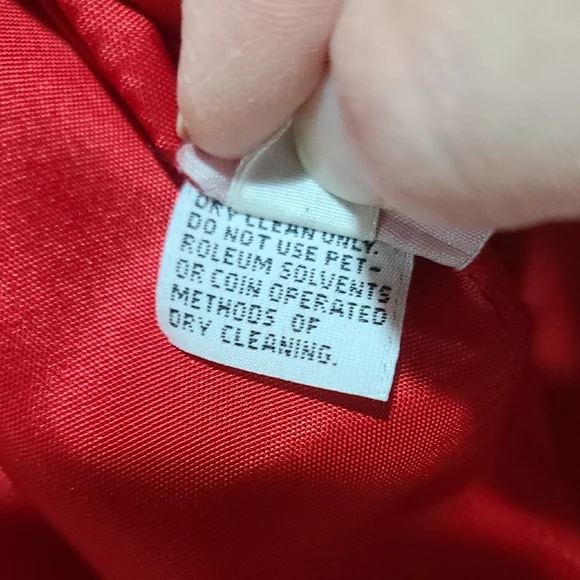 DRY CLEAN ONLY.
DO NOT USE PET-
ROLEUM SOLVENTS
OR COIN OPERATED
METHODS OF
DRY CLEANING.